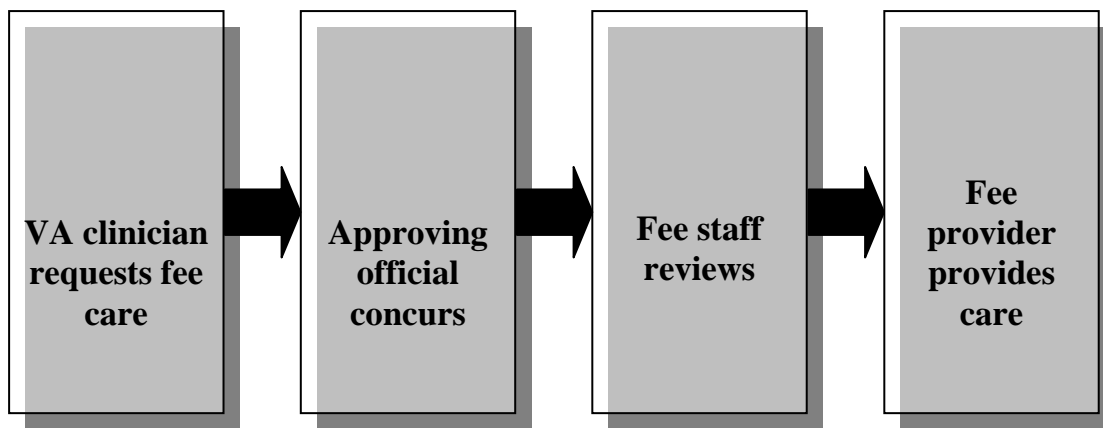 VA clinician
requests fee
care
Approving
official
concurs
Fee staff
reviews
Fee
provider
provides
care